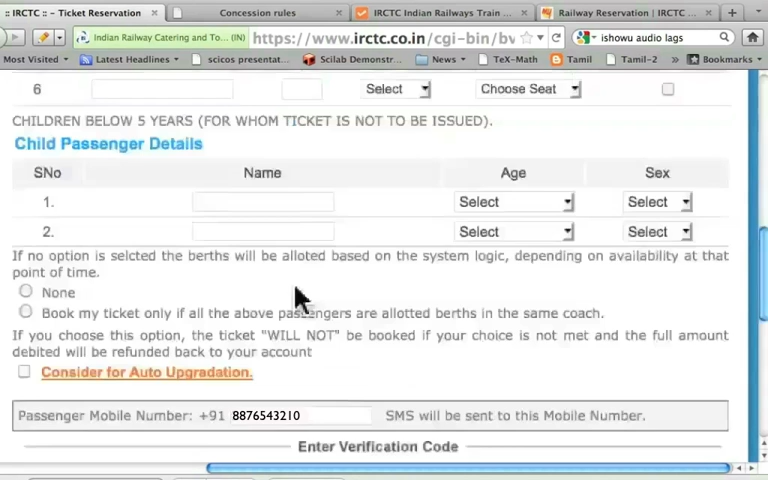 :: IRCTC :: - Ticket Reservation
Concession rules
IRCTC Indian Railways Train ...
Railway Reservation | IRCTC ...
Indian Railway Catering and To... (IN)
https://www.irctc.co.in/cgi-bin/bv
ishowu audio lags
Most Visited
Latest Headlines
scicos presentat...
Scilab Demonstr...
News
TeX-Math
Tamil
Tamil-2
»
Bookmarks
6 Select Choose Seat
CHILDREN BELOW 5 YEARS (FOR WHOM TICKET IS NOT TO BE ISSUED).
Child Passenger Details
SNo Name Age Sex
1. Select Select
2. Select Select
If no option is selcted the berths will be alloted based on the system logic, depending on availability at that
point of time.
None
Book my ticket only if all the above passengers are allotted berths in the same coach.
If you choose this option, the ticket "WILL NOT" be booked if your choice is not met and the full amount
debited will be refunded back to your account
Consider for Auto Upgradation.
Passenger Mobile Number: +91 8876543210 SMS will be sent to this Mobile Number.
Enter Verification Code